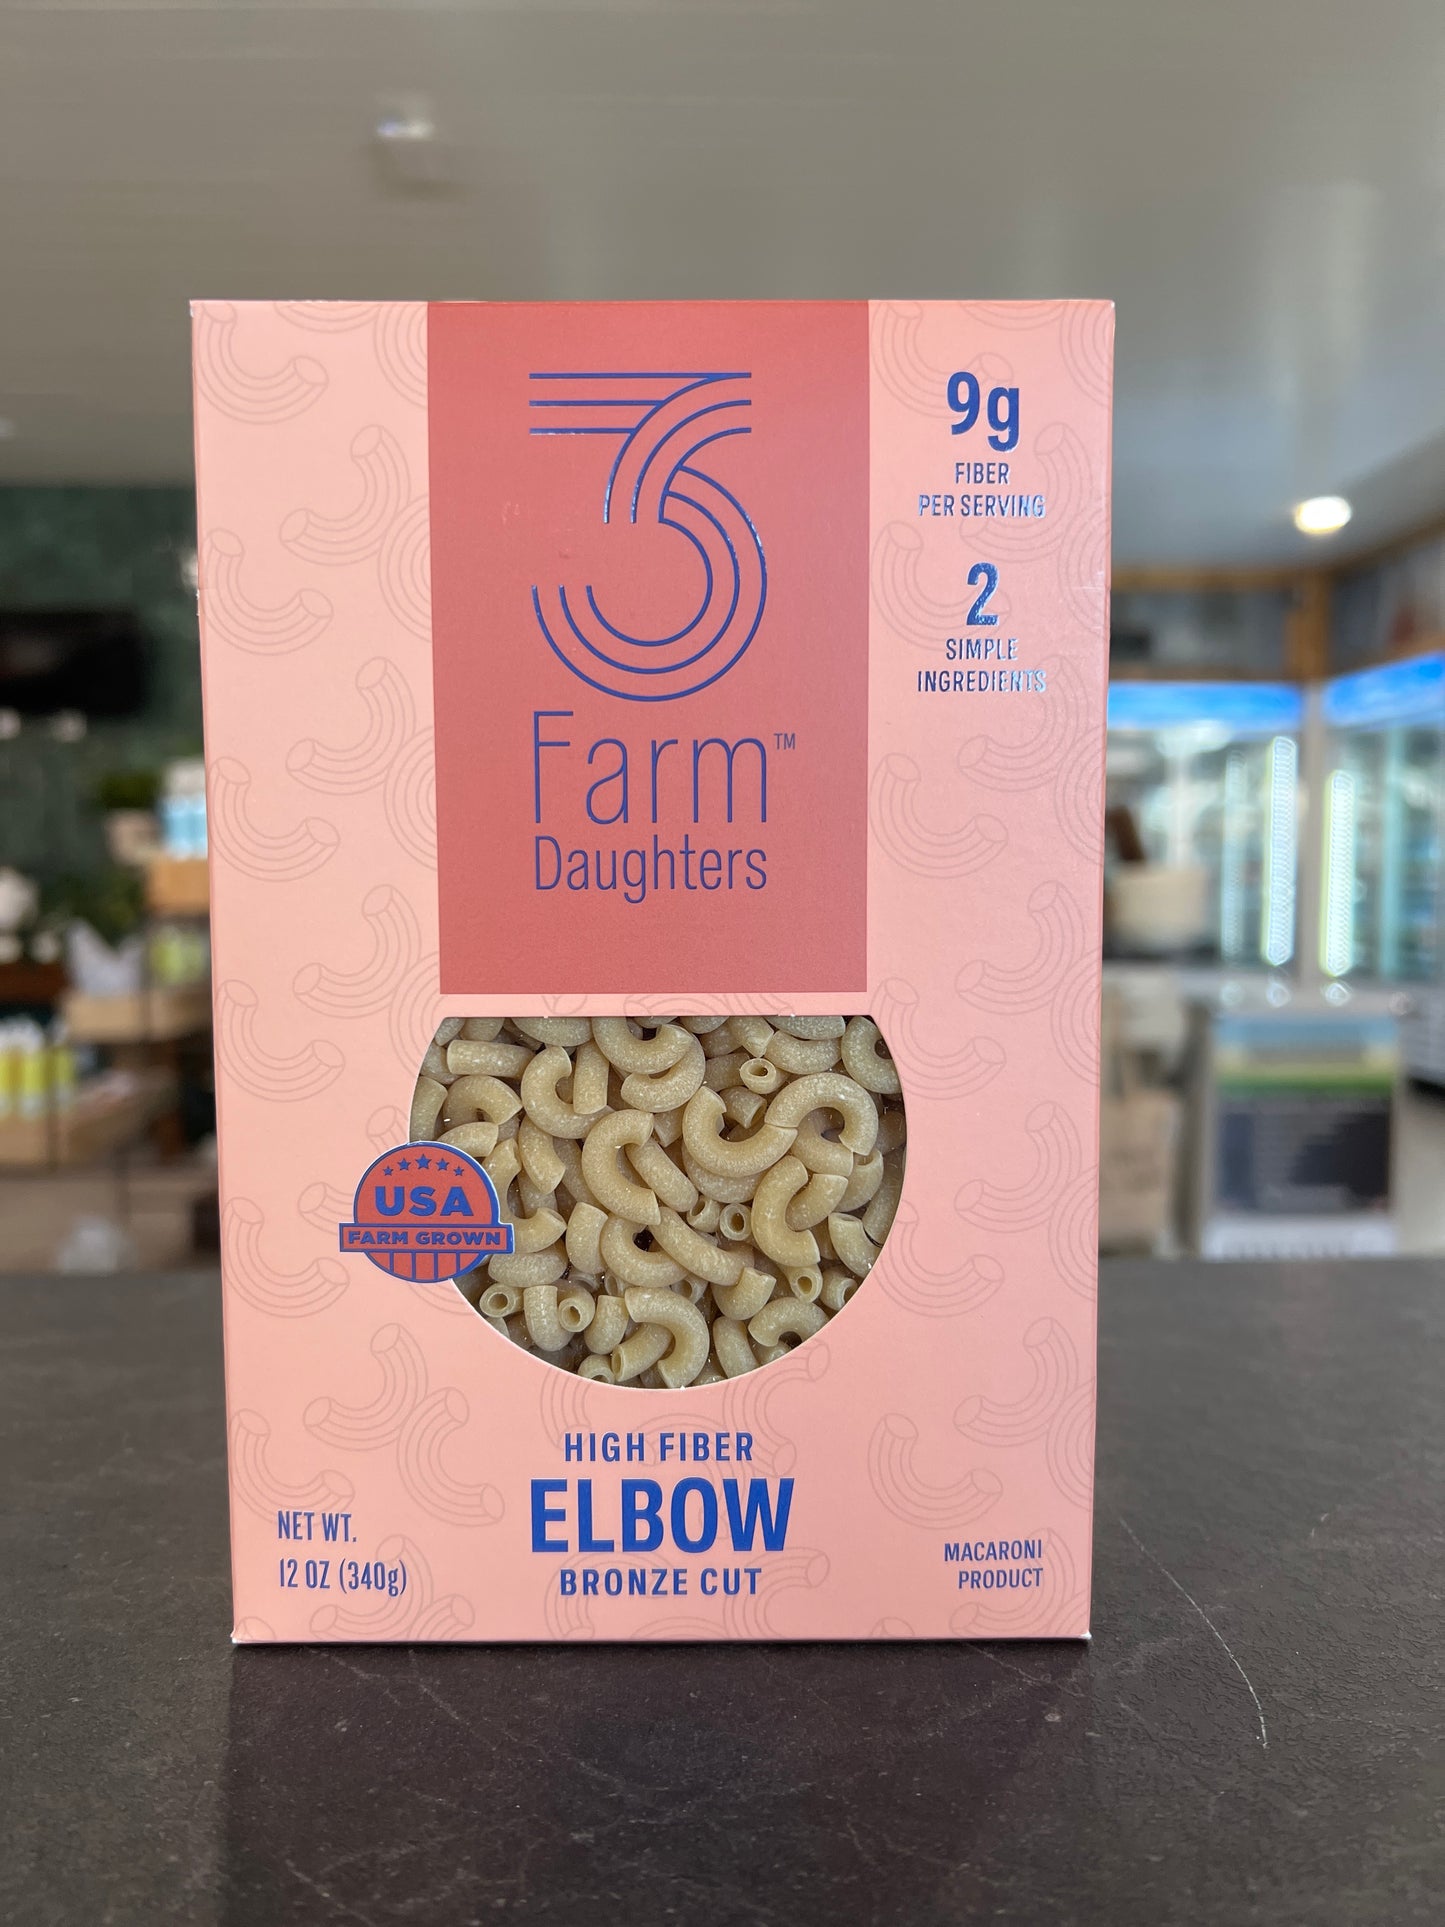 3
Farm™
Daughters
9g
FIBER
PER SERVING
2
SIMPLE
INGREDIENTS
USA
FARM GROWN
HIGH FIBER
ELBOW
BRONZE CUT
NET WT.
12 OZ (340g)
MACARONI
PRODUCT